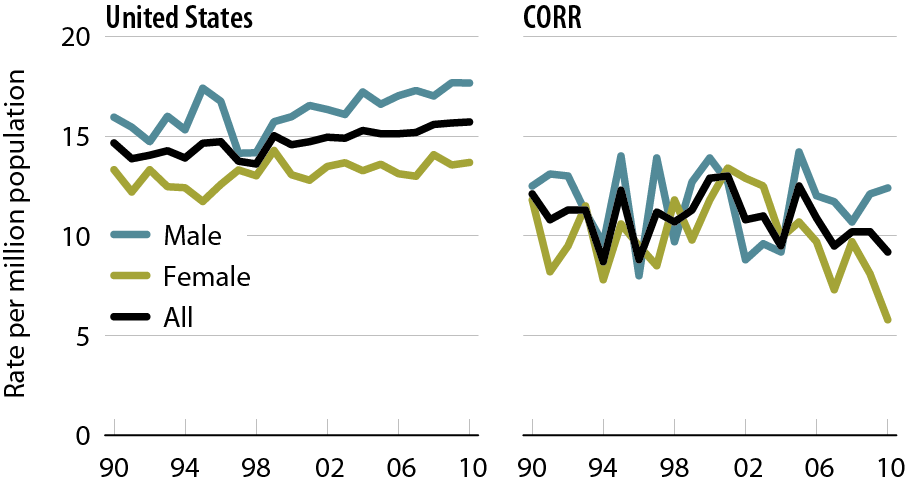 United States
CORR
Rate per million population
20
15
10
5
0
Male
Female
All
90 94 98 02 06 10
90 94 98 02 06 10